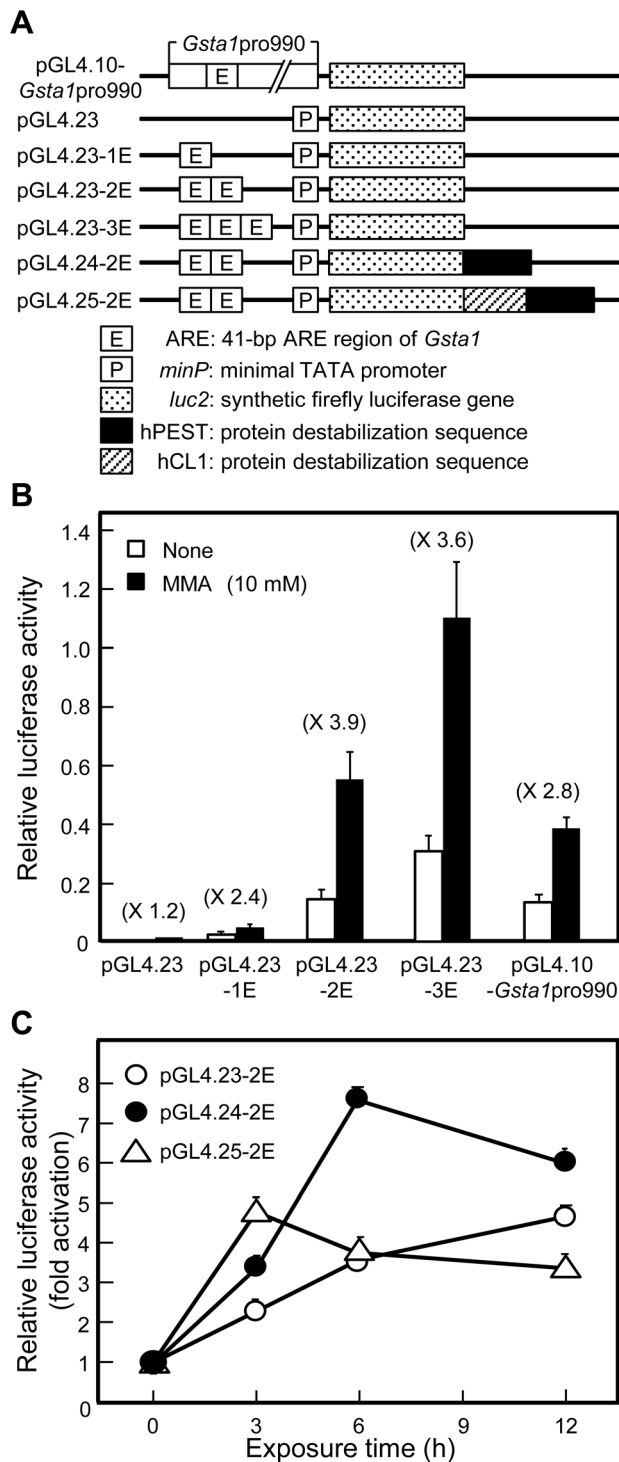 A
Gsta1pro990
pGL4.10-
Gsta1pro990
E
pGL4.23
P
pGL4.23-1E
E P
pGL4.23-2E
E E P
pGL4.23-3E
E E E P
pGL4.24-2E
E E P
pGL4.25-2E
E E P
E ARE: 41-bp ARE region of Gsta1
P minP: minimal TATA promoter
luc2: synthetic firefly luciferase gene
hPEST: protein destabilization sequence
hCL1: protein destabilization sequence
B
Relative luciferase activity
1.4
1.2
1.0
0.8
0.6
0.4
0.2
0
None
MMA (10 mM)
(X 1.2)
(X 2.4)
(X 3.9)
(X 3.6)
(X 2.8)
pGL4.23
pGL4.23
-1E
pGL4.23
-2E
pGL4.23
-3E
pGL4.10
-Gsta1pro990
C
Relative luciferase activity
(fold activation)
8
7
6
5
4
3
2
1
0
pGL4.23-2E
pGL4.24-2E
pGL4.25-2E
0 3 6 9 12
Exposure time (h)